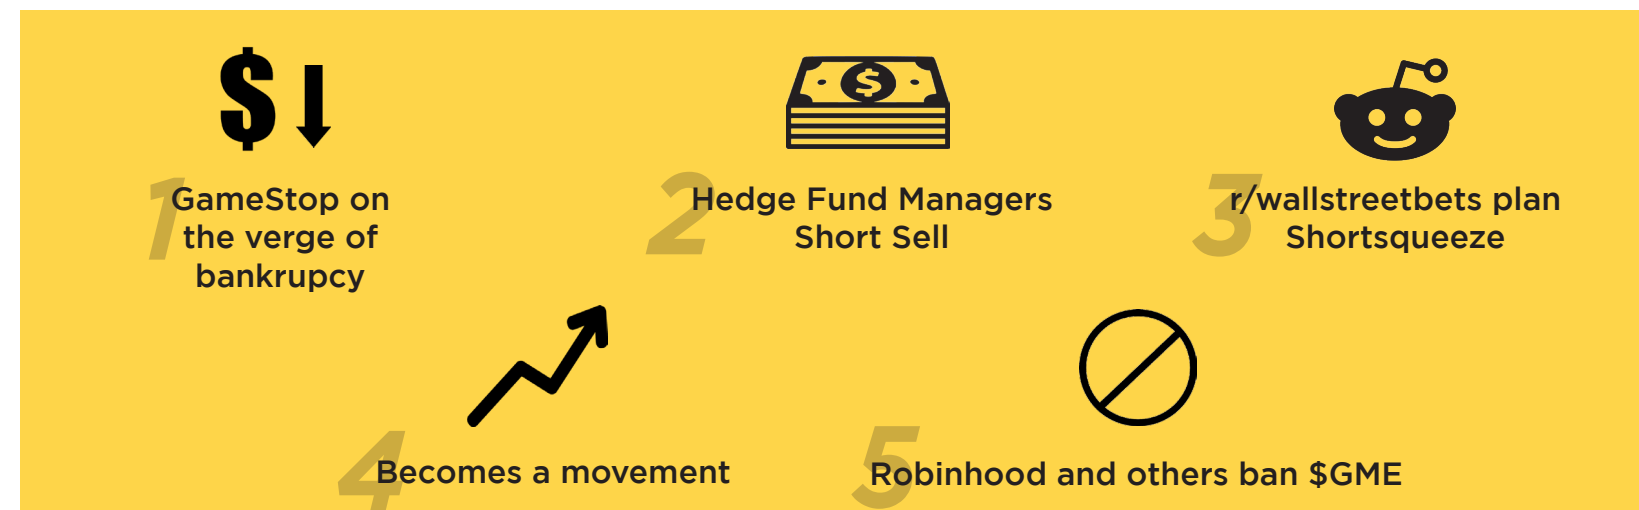 $
1
GameStop on
the verge of
bankrupcy
$
2
Hedge Fund Managers
Short Sell
3
r/wallstreetbets plan
Shortsqueeze
4
Becomes a movement
5
Robinhood and others ban $GME